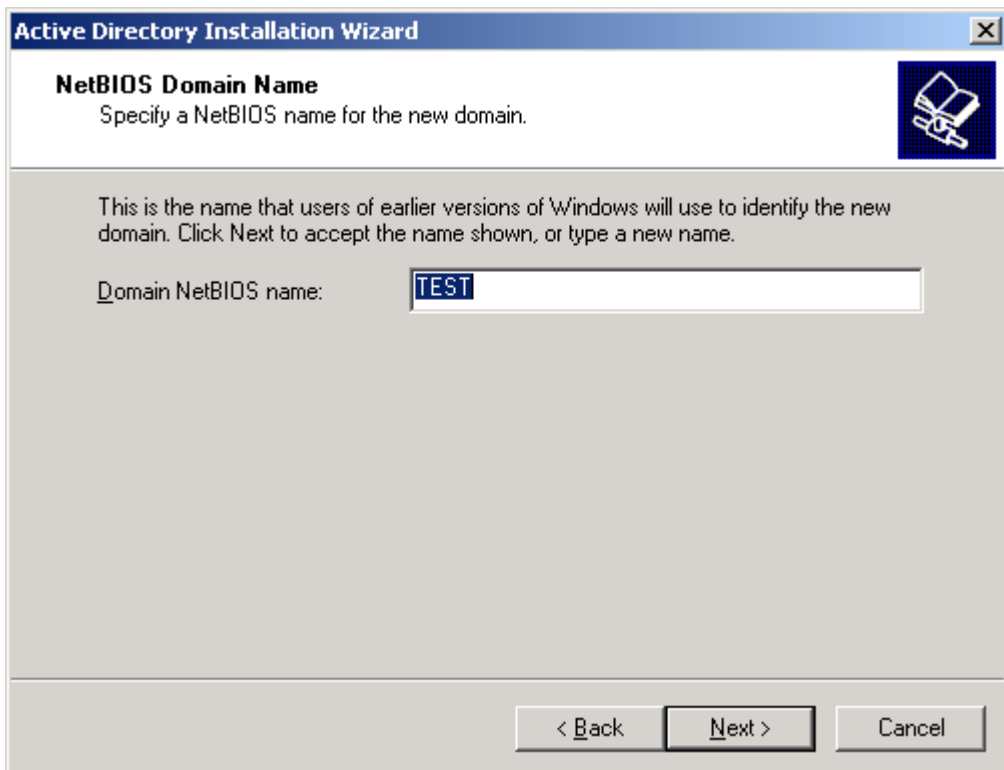 Active Directory Installation Wizard
NetBIOS Domain Name
Specify a NetBIOS name for the new domain.
This is the name that users of earlier versions of Windows will use to identify the new
domain. Click Next to accept the name shown, or type a new name.
Domain NetBIOS name: TEST
< Back Next > Cancel